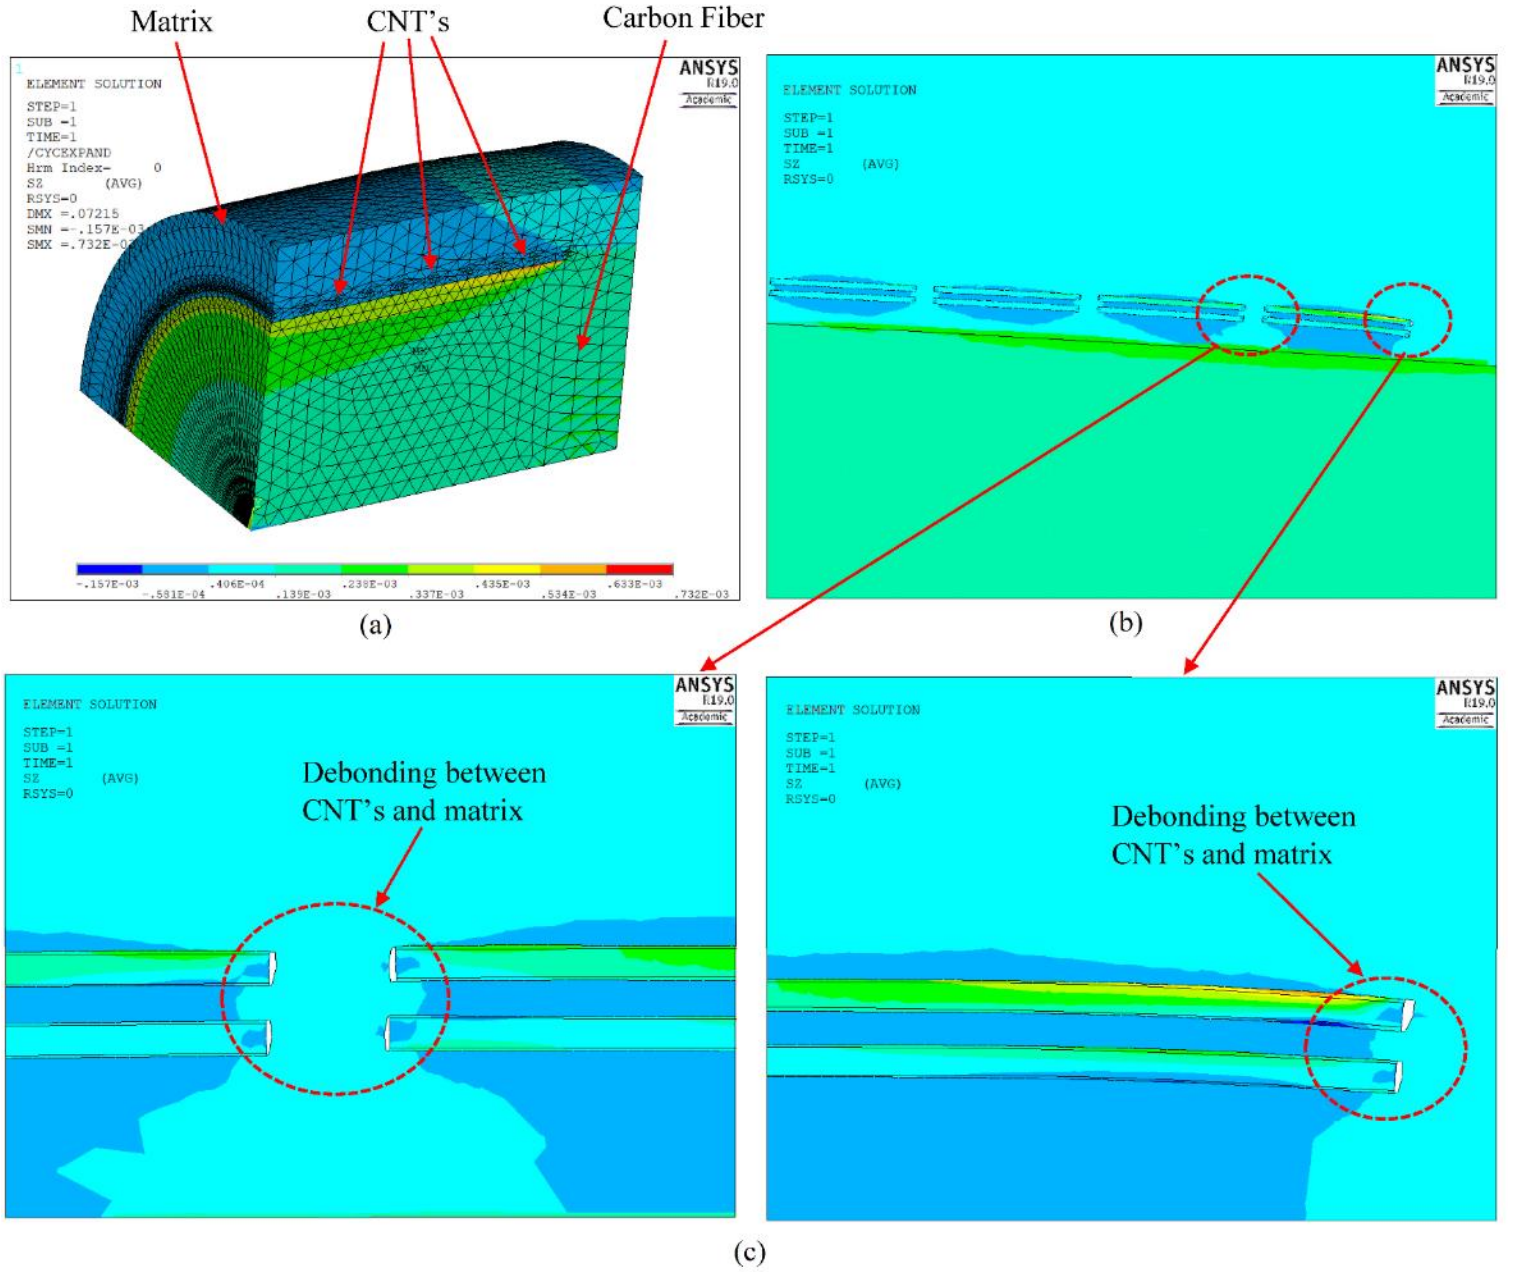 Matrix
CNT's
Carbon Fiber
1
ELEMENT SOLUTION
STEP=1
SUB =1
TIME=1
/CYCEXPAND
Hrm Index= 0
SZ (AVG)
RSYS=0
DMX =.07215
SMN =-.157E-03
SMX =.732E-03
ANSYS
R19.0
Academic
-.157E-03
-.581E-04
.406E-04
.139E-03
.238E-03
.337E-03
.435E-03
.534E-03
.633E-03
.732E-03
(a)
ELEMENT SOLUTION
STEP=1
SUB =1
TIME=1
SZ (AVG)
RSYS=0
ANSYS
R19.0
Academic
(b)
ELEMENT SOLUTION
STEP=1
SUB =1
TIME=1
SZ (AVG)
RSYS=0
ANSYS
R19.0
Academic
Debonding between
CNT's and matrix
ELEMENT SOLUTION
STEP=1
SUB =1
TIME=1
SZ (AVG)
RSYS=0
ANSYS
R19.0
Academic
Debonding between
CNT's and matrix
(c)